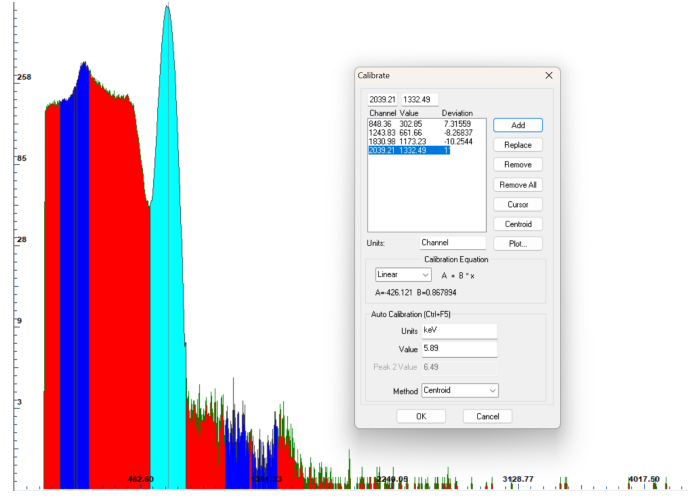 Calibrate
258
2039.21 1332.49
Channel Value Deviation
848.36 302.85 7.31559
Add
1243.83 661.66 -8.26837
1830.98 1173.23 -10.2544
Replace
2039.21 1332.49
85
Remove
Remove All
Cursor
Centroid
28
Units: Channel
Plot...
Calibration Equation
Linear A + B * x
A=-426.121 B=0.867894
Auto Calibration (Ctrl+F5)
9
Units keV
Value 5.89
Peak 2 Value 6.49
Method Centroid
3
OK Cancel
462.60 2240.05 3128.77 4017.50